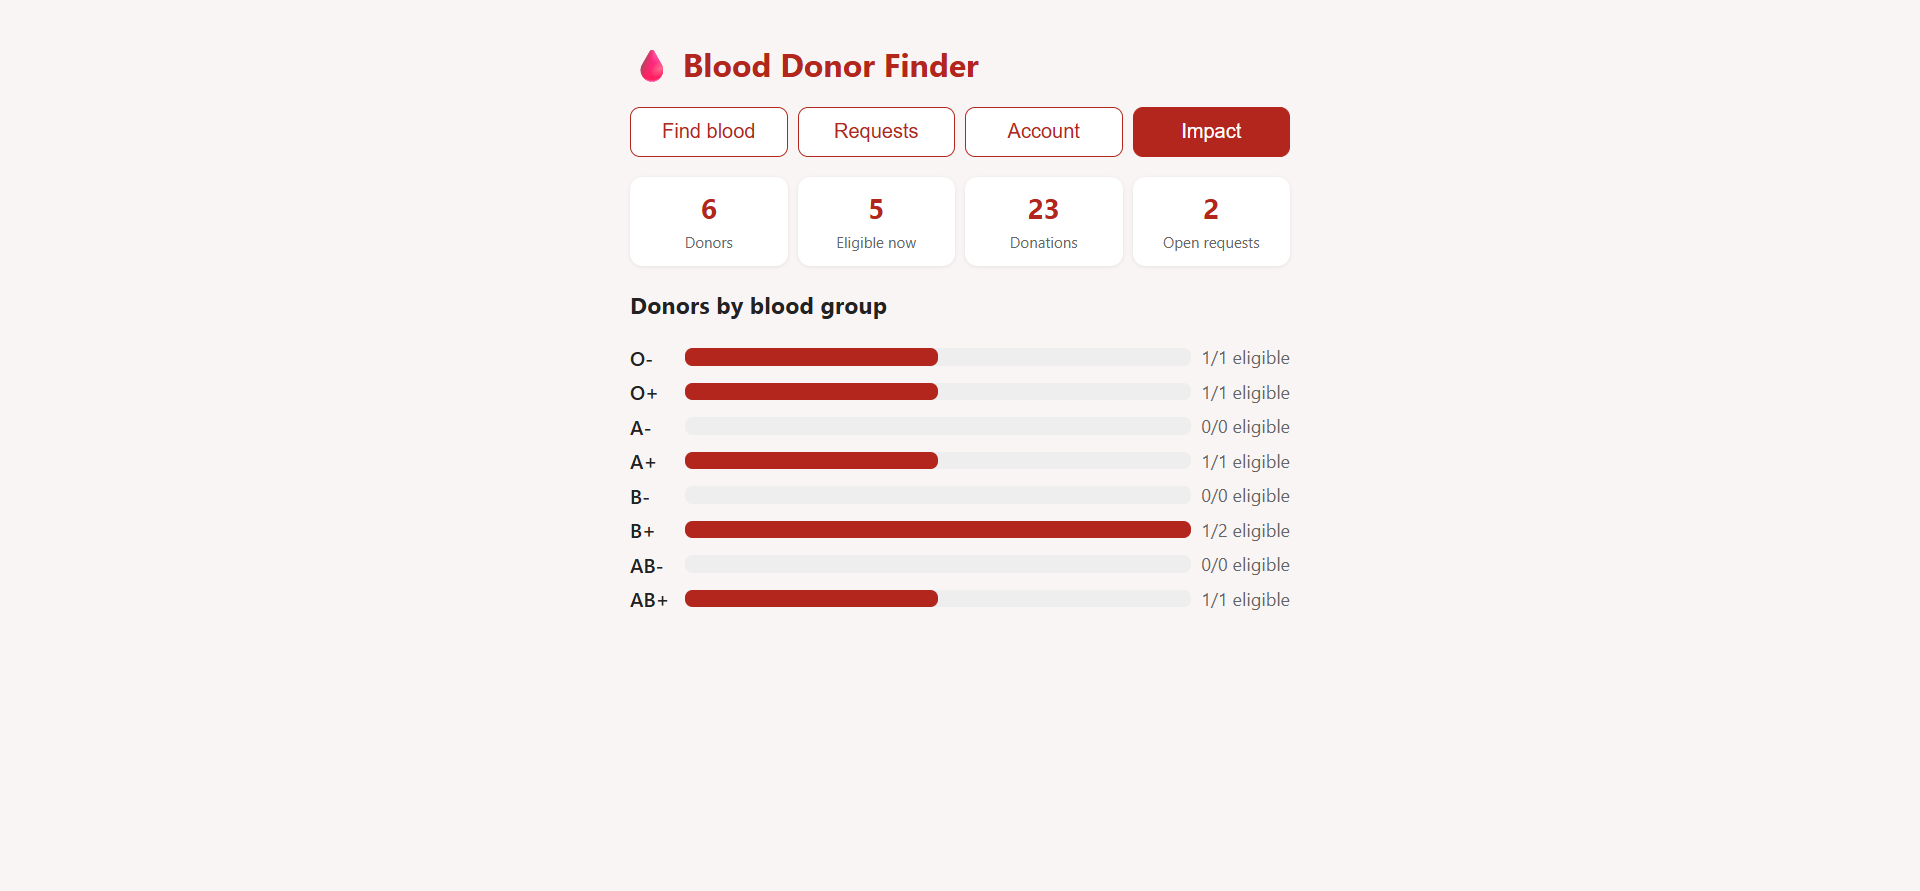 Blood Donor Finder
Find blood Requests Account Impact
6 5 23 2
Donors Eligible now Donations Open requests
Donors by blood group
O- 1/1 eligible
O+ 1/1 eligible
A- 0/0 eligible
A+ 1/1 eligible
B- 0/0 eligible
B+ 1/2 eligible
AB- 0/0 eligible
AB+ 1/1 eligible